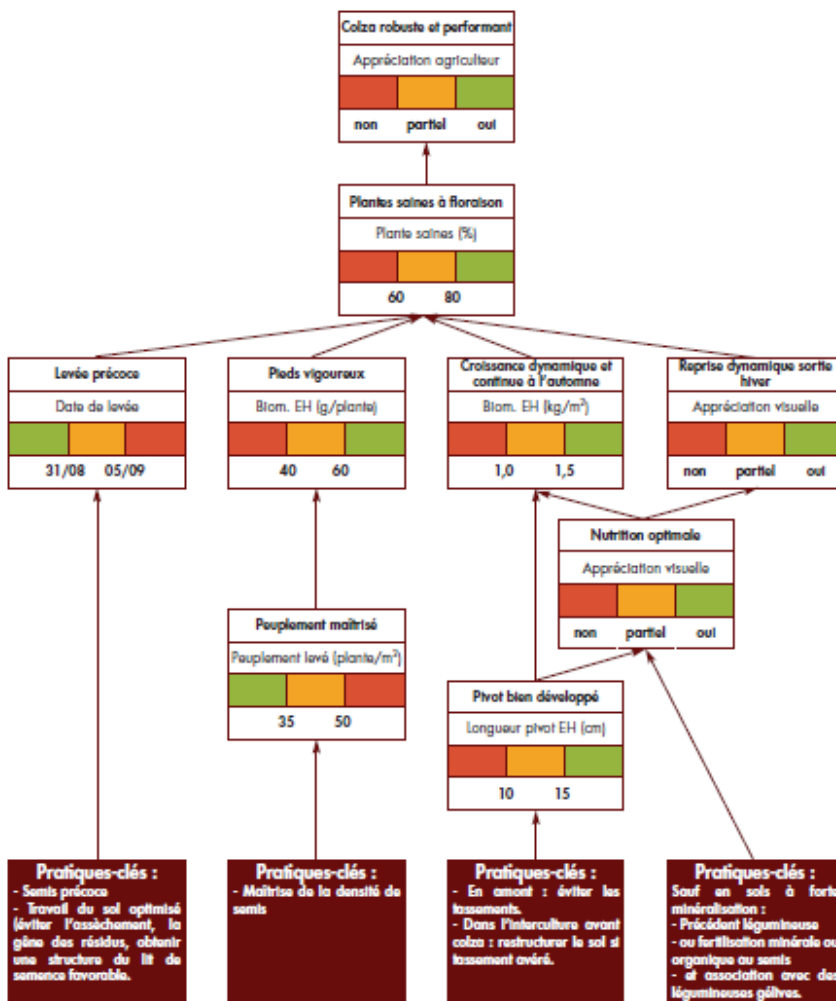 Colza robuste et performant
Appréciation agriculteur
non partiel oui
Plantes saines à floraison
Plante saines (%)
60 80
Levée précoce
Date de levée
31/08 05/09
Pieds vigoureux
Biom. EH (g/plante)
40 60
Croissance dynamique et
continue à l'automne
Biom. EH (kg/m²)
1,0 1,5
Reprise dynamique sortie
hiver
Appréciation visuelle
non partiel oui
Nutrition optimale
Appréciation visuelle
non partiel oui
Peuplement maîtrisé
Peuplement levé (plante/m²)
35 50
Pivot bien développé
Longueur pivot EH (cm)
10 15
Pratiques-clés :
- Semis précoce
- Travail du sol optimisé
(éviter l'assèchement, la
gêne des résidus, obtenir
une structure du lit de
semence favorable.
Pratiques-clés :
- Maîtrise de la densité de
semis
Pratiques-clés :
- En amont : éviter les
tassements.
- Dans l'interculture avant
colza : restructurer le sol si
tassement avéré.
Pratiques-clés :
Sauf en sols à forte
minéralisation :
- Précédent légumineuse
- ou fertilisation minérale ou
organique au semis
- et association avec des
légumineuses gélives.